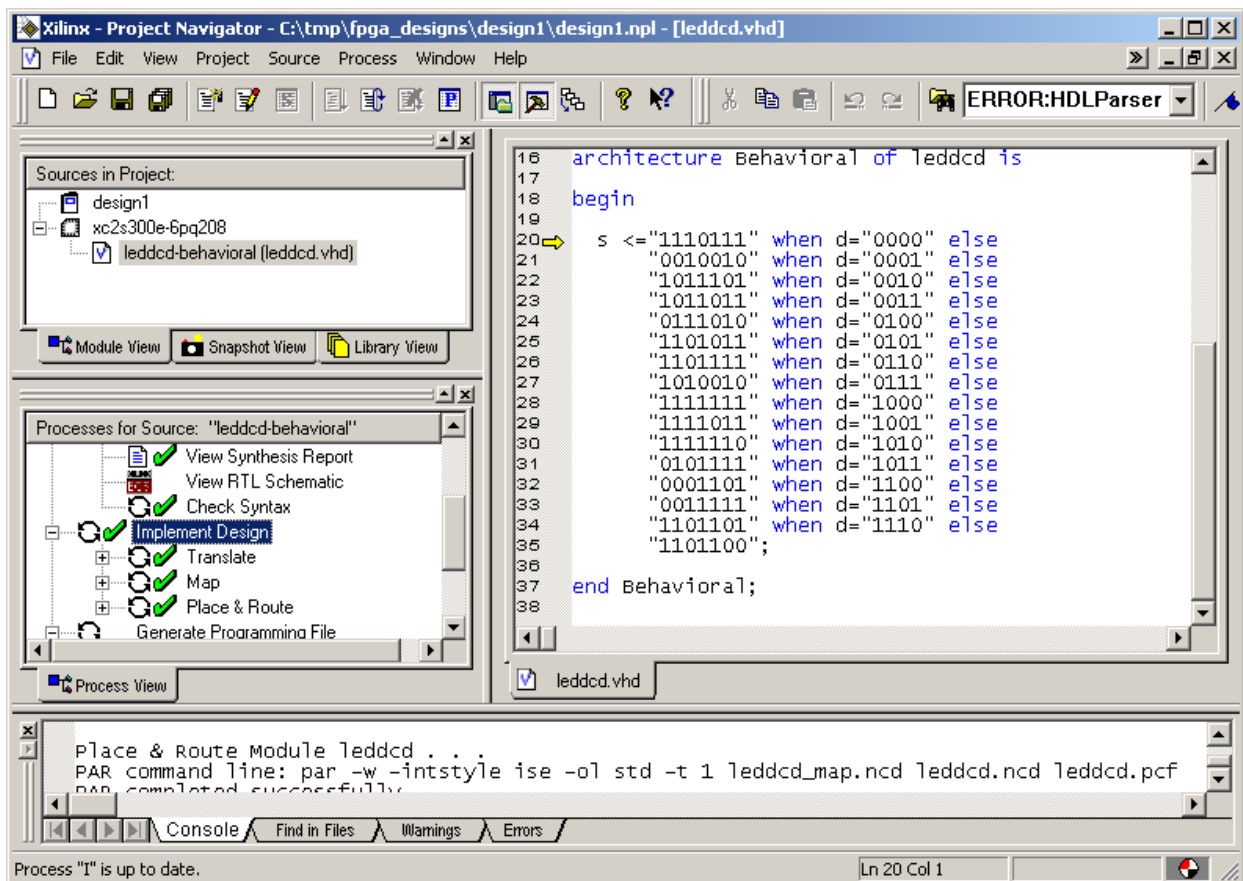 Xilinx - Project Navigator - C:\tmp\fpga_designs\design1\design1.npl - [leddcd.vhd]
File Edit View Project Source Process Window Help
ERROR:HDLParser
Sources in Project:
design1
xc2s300e-6pq208
leddcd-behavioral (leddcd.vhd)
Module View Snapshot View Library View
Processes for Source: "leddcd-behavioral"
View Synthesis Report
View RTL Schematic
Check Syntax
Implement Design
Translate
Map
Place & Route
Generate Programming File
Process View
16 architecture Behavioral of leddcd is
17
18 begin
19
20 s <="1110111" when d="0000" else
21 "0010010" when d="0001" else
22 "1011101" when d="0010" else
23 "1011011" when d="0011" else
24 "0111010" when d="0100" else
25 "1101011" when d="0101" else
26 "1101111" when d="0110" else
27 "1010010" when d="0111" else
28 "1111111" when d="1000" else
29 "1111011" when d="1001" else
30 "1111110" when d="1010" else
31 "0101111" when d="1011" else
32 "0001101" when d="1100" else
33 "0011111" when d="1101" else
34 "1101101" when d="1110" else
35 "1101100";
36
37 end Behavioral;
38
leddcd.vhd
Place & Route Module leddcd . . .
PAR command line: par -w -intstyle ise -ol std -t 1 leddcd_map.ncd leddcd.ncd leddcd.pcf
PAR completed successfully
Console Find in Files Warnings Errors
Process "I" is up to date.
Ln 20 Col 1